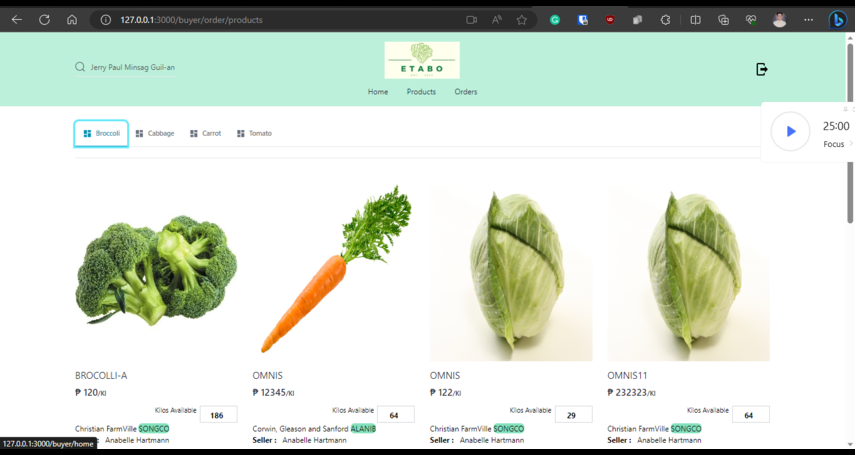 127.0.0.1:3000/buyer/order/products
Jerry Paul Minsag Guil-an
ETABO
Home Products Orders
Broccoli Cabbage Carrot Tomato
25:00
Focus
BROCOLLI-A
₱ 120/KI
Kilos Available 186
Christian FarmVille SONGCO
: Anabelle Hartmann
OMNIS
₱ 12345/KI
Kilos Available 64
Corwin, Gleason and Sanford ALANIB
Seller : Anabelle Hartmann
OMNIS
₱ 122/KI
Kilos Available 29
Christian FarmVille SONGCO
Seller : Anabelle Hartmann
OMNIS11
₱ 232323/KI
Kilos Available 64
Christian FarmVille SONGCO
Seller : Anabelle Hartmann
127.0.0.1:3000/buyer/home